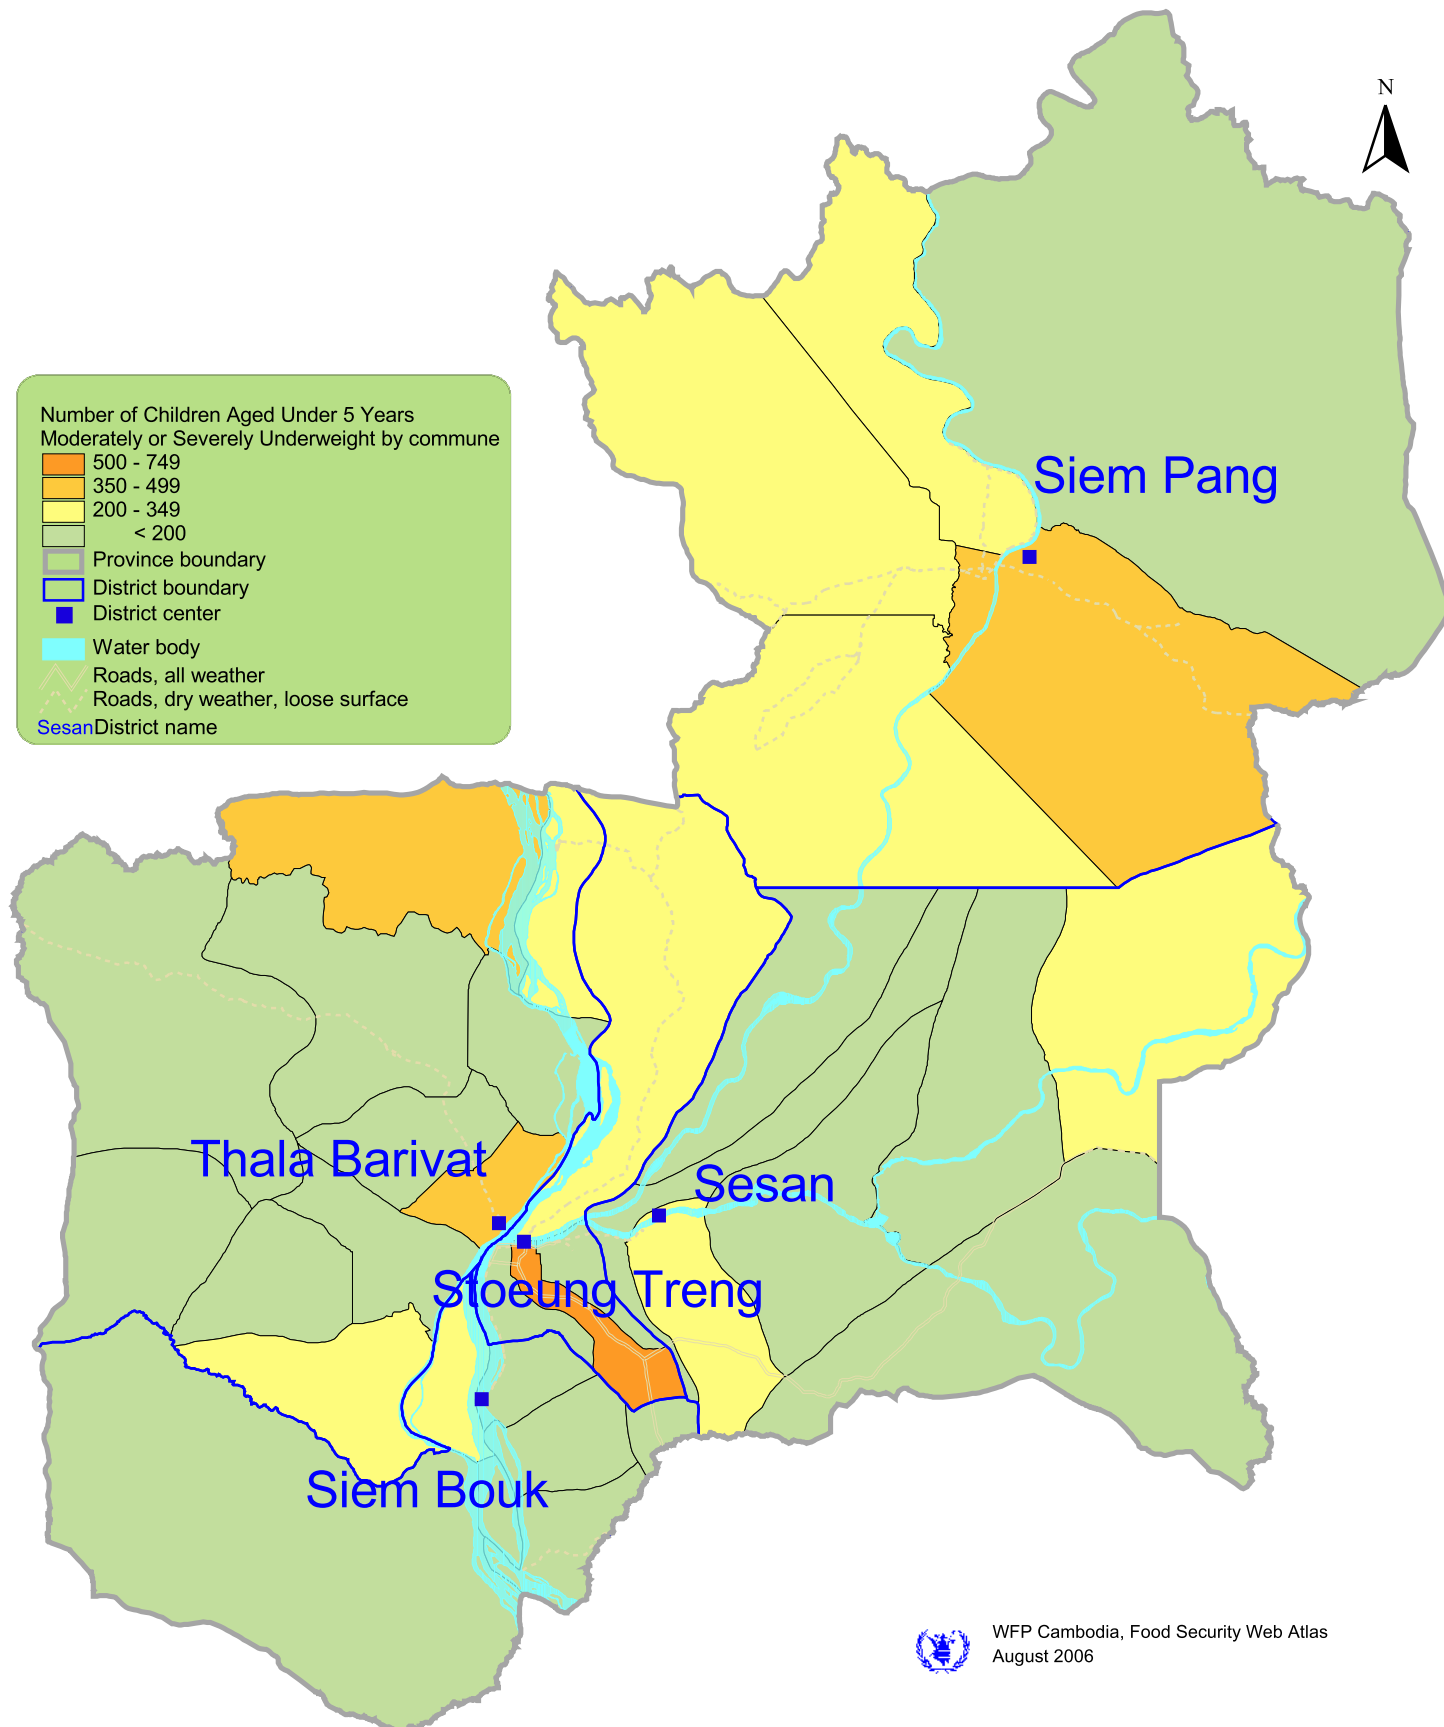 N
Siem Pang
Number of Children Aged Under 5 Years
Moderately or Severely Underweight by commune
500 - 749
350 - 499
200 - 349
< 200
Province boundary
District boundary
District center
Water body
Roads, all weather
Roads, dry weather, loose surface
Sesan District name
Thala Barivat
Sesan
Stoeung Treng
Siem Bouk
WFP Cambodia, Food Security Web Atlas
August 2006